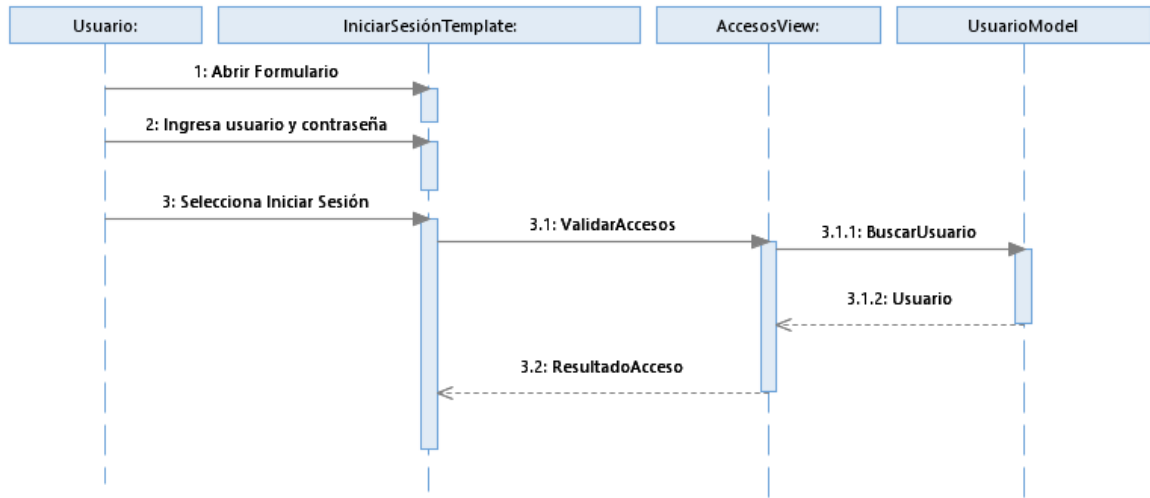 Usuario:
IniciarSesiónTemplate:
AccesosView:
UsuarioModel
1: Abrir Formulario
2: Ingresa usuario y contraseña
3: Selecciona Iniciar Sesión
3.1: ValidarAccesos
3.1.1: BuscarUsuario
3.1.2: Usuario
3.2: ResultadoAcceso